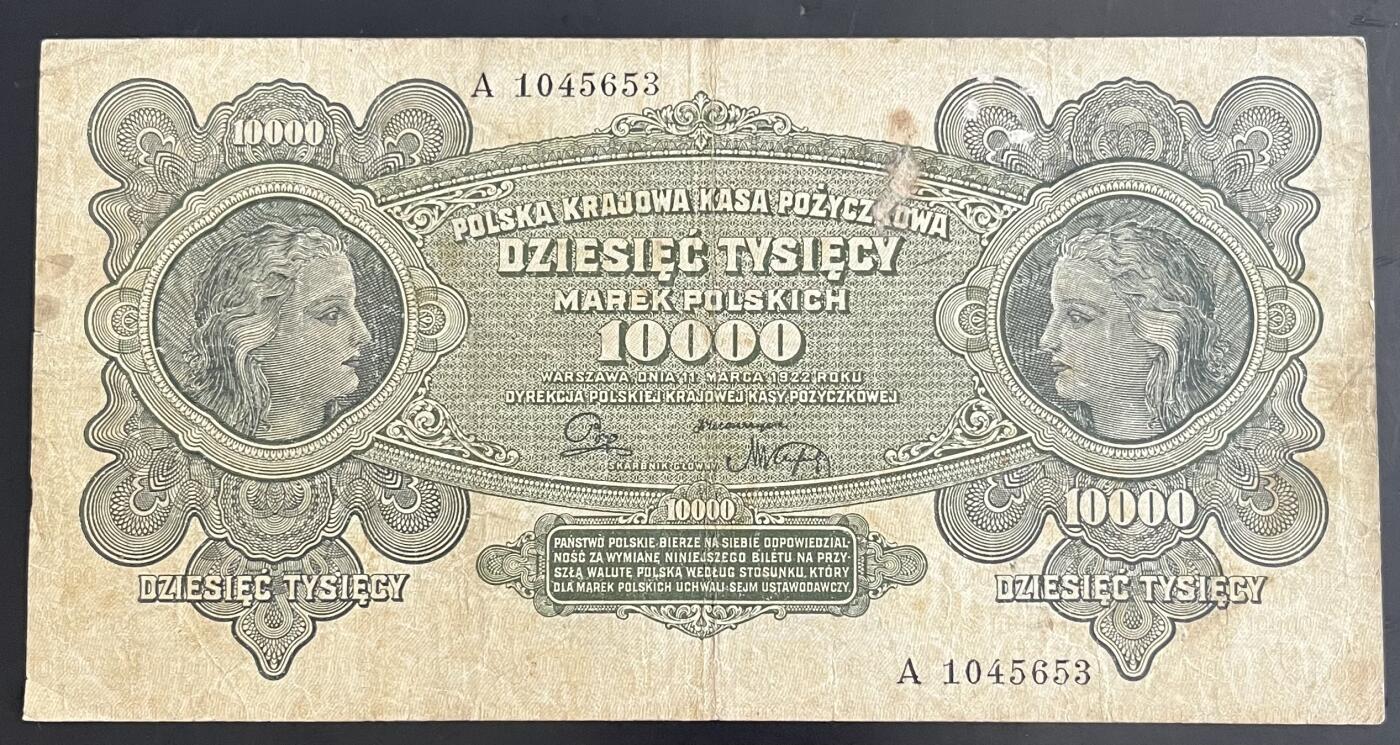 A 1045653
10000
POLSKA KRAJOWA KASA POŻYCZKOWA
DZIESIĘĆ TYSIĘCY
MAREK POLSKICH
10000
WARSZAWA, DNIA 11 MARCA 1922 ROKU
DYREKCJA POLSKIEJ KRAJOWEJ KASY POŻYCZKOWEJ
SKARBNIK GŁÓWNY
10000
10000
PAŃSTWO POLSKIE BIERZE NA SIEBIE ODPOWIEDZIAL-
NOŚĆ ZA WYMIANĘ NINIEJSZEGO BILETU NA PRZY-
SZŁĄ WALUTĘ POLSKĄ WEDŁUG STOSUNKU, KTÓRY
DLA MAREK POLSKICH UCHWALI SEJM USTAWODAWCZY.
DZIESIĘĆ TYSIĘCY
DZIESIĘĆ TYSIĘCY
A 1045653